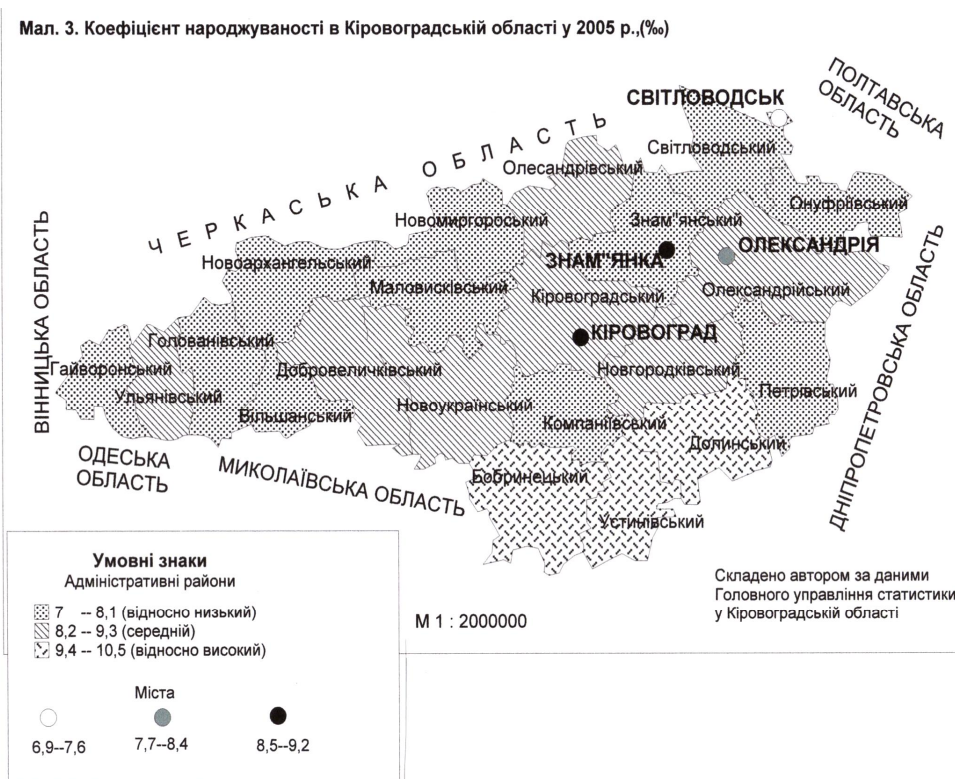 Мал. 3. Коефіцієнт народжуваності в Кіровоградській області у 2005 р.,(‰)
ПОЛТАВСЬКА
ОБЛАСТЬ
СВІТЛОВОДСЬК
Світловодський
ЧЕРКАСЬКА ОБЛАСТЬ
Олесандрівський
Онуфріївський
Новомиргороський
Знам"янський
ВІННИЦЬКА ОБЛАСТЬ
Новоархангельський
ЗНАМ"ЯНКА
ОЛЕКСАНДРІЯ
Маловисківський
Кіровоградський
Олександрійський
ДНІПРОПЕТРОВСЬКА ОБЛАСТЬ
Голованівський
КІРОВОГРАД
Гайворонський
Добровеличківський
Новгородківський
Ульянівський
Петрівський
Вільшанський
Новоукраїнський
Компаніївський
Долинський
ОДЕСЬКА
ОБЛАСТЬ
МИКОЛАЇВСЬКА ОБЛАСТЬ
Бобринецький
Устинівський
Умовні знаки
Адміністративні райони
7 -- 8,1 (відносно низький)
8,2 -- 9,3 (середній)
9,4 -- 10,5 (відносно високий)
Міста
6,9--7,6
7,7--8,4
8,5--9,2
М 1 : 2000000
Складено автором за даними
Головного управління статистики
у Кіровоградській області